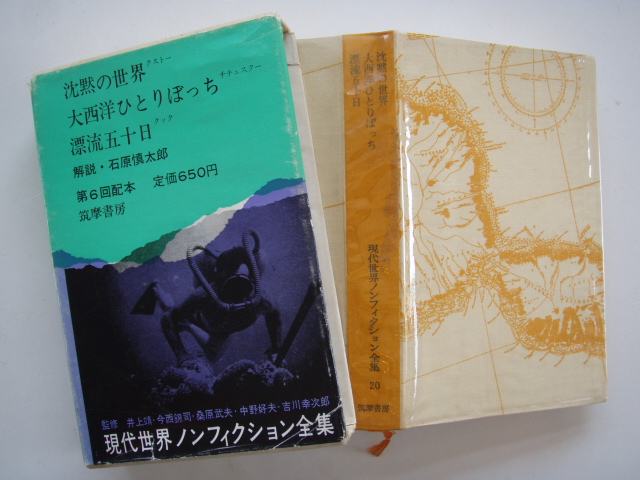 沈黙の世界 クストー
大西洋ひとりぼっち チチェスター
漂流五十日 クック
解説・石原慎太郎
第6回配本 定価650円
筑摩書房
監修 井上靖・今西錦司・桑原武夫・中野好夫・吉川幸次郎
現代世界ノンフィクション全集
沈黙の世界
大西洋ひとりぼっち
漂流五十日
現代世界ノンフィクション全集 20
筑摩書房